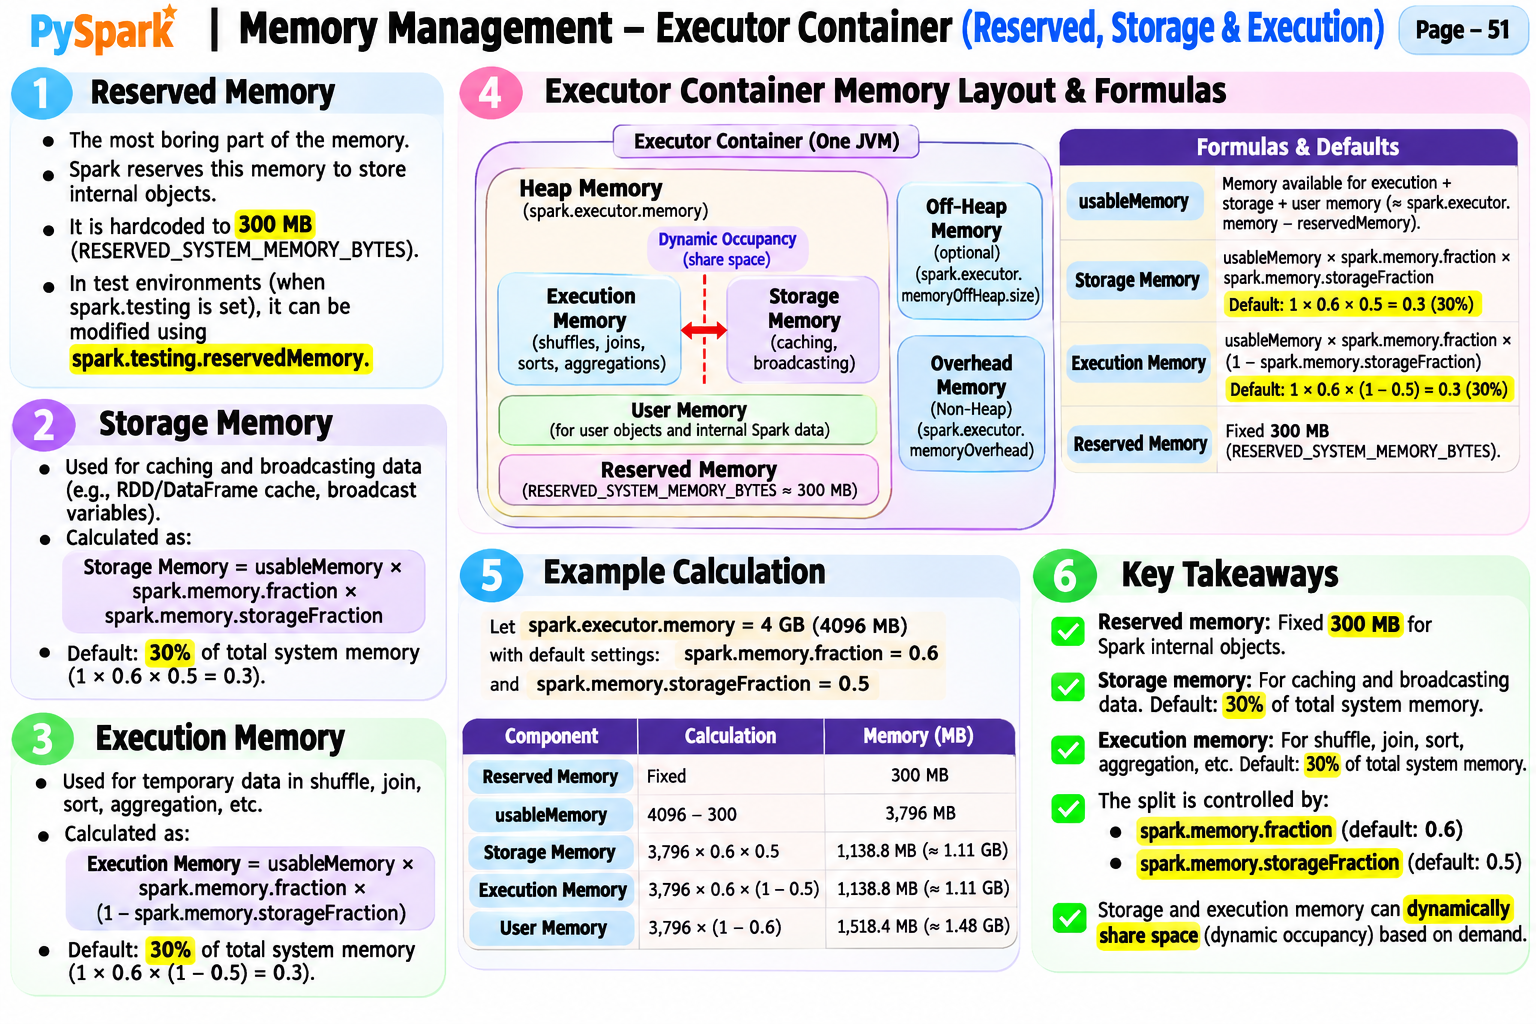 PySpark | Memory Management – Executor Container (Reserved, Storage & Execution)
Page – 51
1 Reserved Memory
● The most boring part of the memory.
● Spark reserves this memory to store
internal objects.
● It is hardcoded to 300 MB
(RESERVED_SYSTEM_MEMORY_BYTES).
● In test environments (when
spark.testing is set), it can be
modified using
spark.testing.reservedMemory.
2 Storage Memory
● Used for caching and broadcasting data
(e.g., RDD/DataFrame cache, broadcast
variables).
● Calculated as:
Storage Memory = usableMemory ×
spark.memory.fraction ×
spark.memory.storageFraction
● Default: 30% of total system memory
(1 × 0.6 × 0.5 = 0.3).
3 Execution Memory
● Used for temporary data in shuffle, join,
sort, aggregation, etc.
● Calculated as:
Execution Memory = usableMemory ×
spark.memory.fraction ×
(1 – spark.memory.storageFraction)
● Default: 30% of total system memory
(1 × 0.6 × (1 – 0.5) = 0.3).
4 Executor Container Memory Layout & Formulas
Executor Container (One JVM)
Heap Memory
(spark.executor.memory)
Dynamic Occupancy
(share space)
Execution
Memory
(shuffles, joins,
sorts, aggregations)
Storage
Memory
(caching,
broadcasting)
User Memory
(for user objects and internal Spark data)
Reserved Memory
(RESERVED_SYSTEM_MEMORY_BYTES ≈ 300 MB)
Off-Heap
Memory
(optional)
(spark.executor.
memoryOffHeap.size)
Overhead
Memory
(Non-Heap)
(spark.executor.
memoryOverhead)
Formulas & Defaults
usableMemory
Memory available for execution +
storage + user memory (≈ spark.executor.
memory – reservedMemory).
Storage Memory
usableMemory × spark.memory.fraction ×
spark.memory.storageFraction
Default: 1 × 0.6 × 0.5 = 0.3 (30%)
Execution Memory
usableMemory × spark.memory.fraction ×
(1 – spark.memory.storageFraction)
Default: 1 × 0.6 × (1 – 0.5) = 0.3 (30%)
Reserved Memory
Fixed 300 MB
(RESERVED_SYSTEM_MEMORY_BYTES).
5 Example Calculation
Let spark.executor.memory = 4 GB (4096 MB)
with default settings: spark.memory.fraction = 0.6
and spark.memory.storageFraction = 0.5
Component Calculation Memory (MB)
Reserved Memory Fixed 300 MB
usableMemory 4096 – 300 3,796 MB
Storage Memory 3,796 × 0.6 × 0.5 1,138.8 MB (≈ 1.11 GB)
Execution Memory 3,796 × 0.6 × (1 – 0.5) 1,138.8 MB (≈ 1.11 GB)
User Memory 3,796 × (1 – 0.6) 1,518.4 MB (≈ 1.48 GB)
6 Key Takeaways
Reserved memory: Fixed 300 MB for
Spark internal objects.
Storage memory: For caching and broadcasting
data. Default: 30% of total system memory.
Execution memory: For shuffle, join, sort,
aggregation, etc. Default: 30% of total system memory.
The split is controlled by:
● spark.memory.fraction (default: 0.6)
● spark.memory.storageFraction (default: 0.5)
Storage and execution memory can dynamically
share space (dynamic occupancy) based on demand.